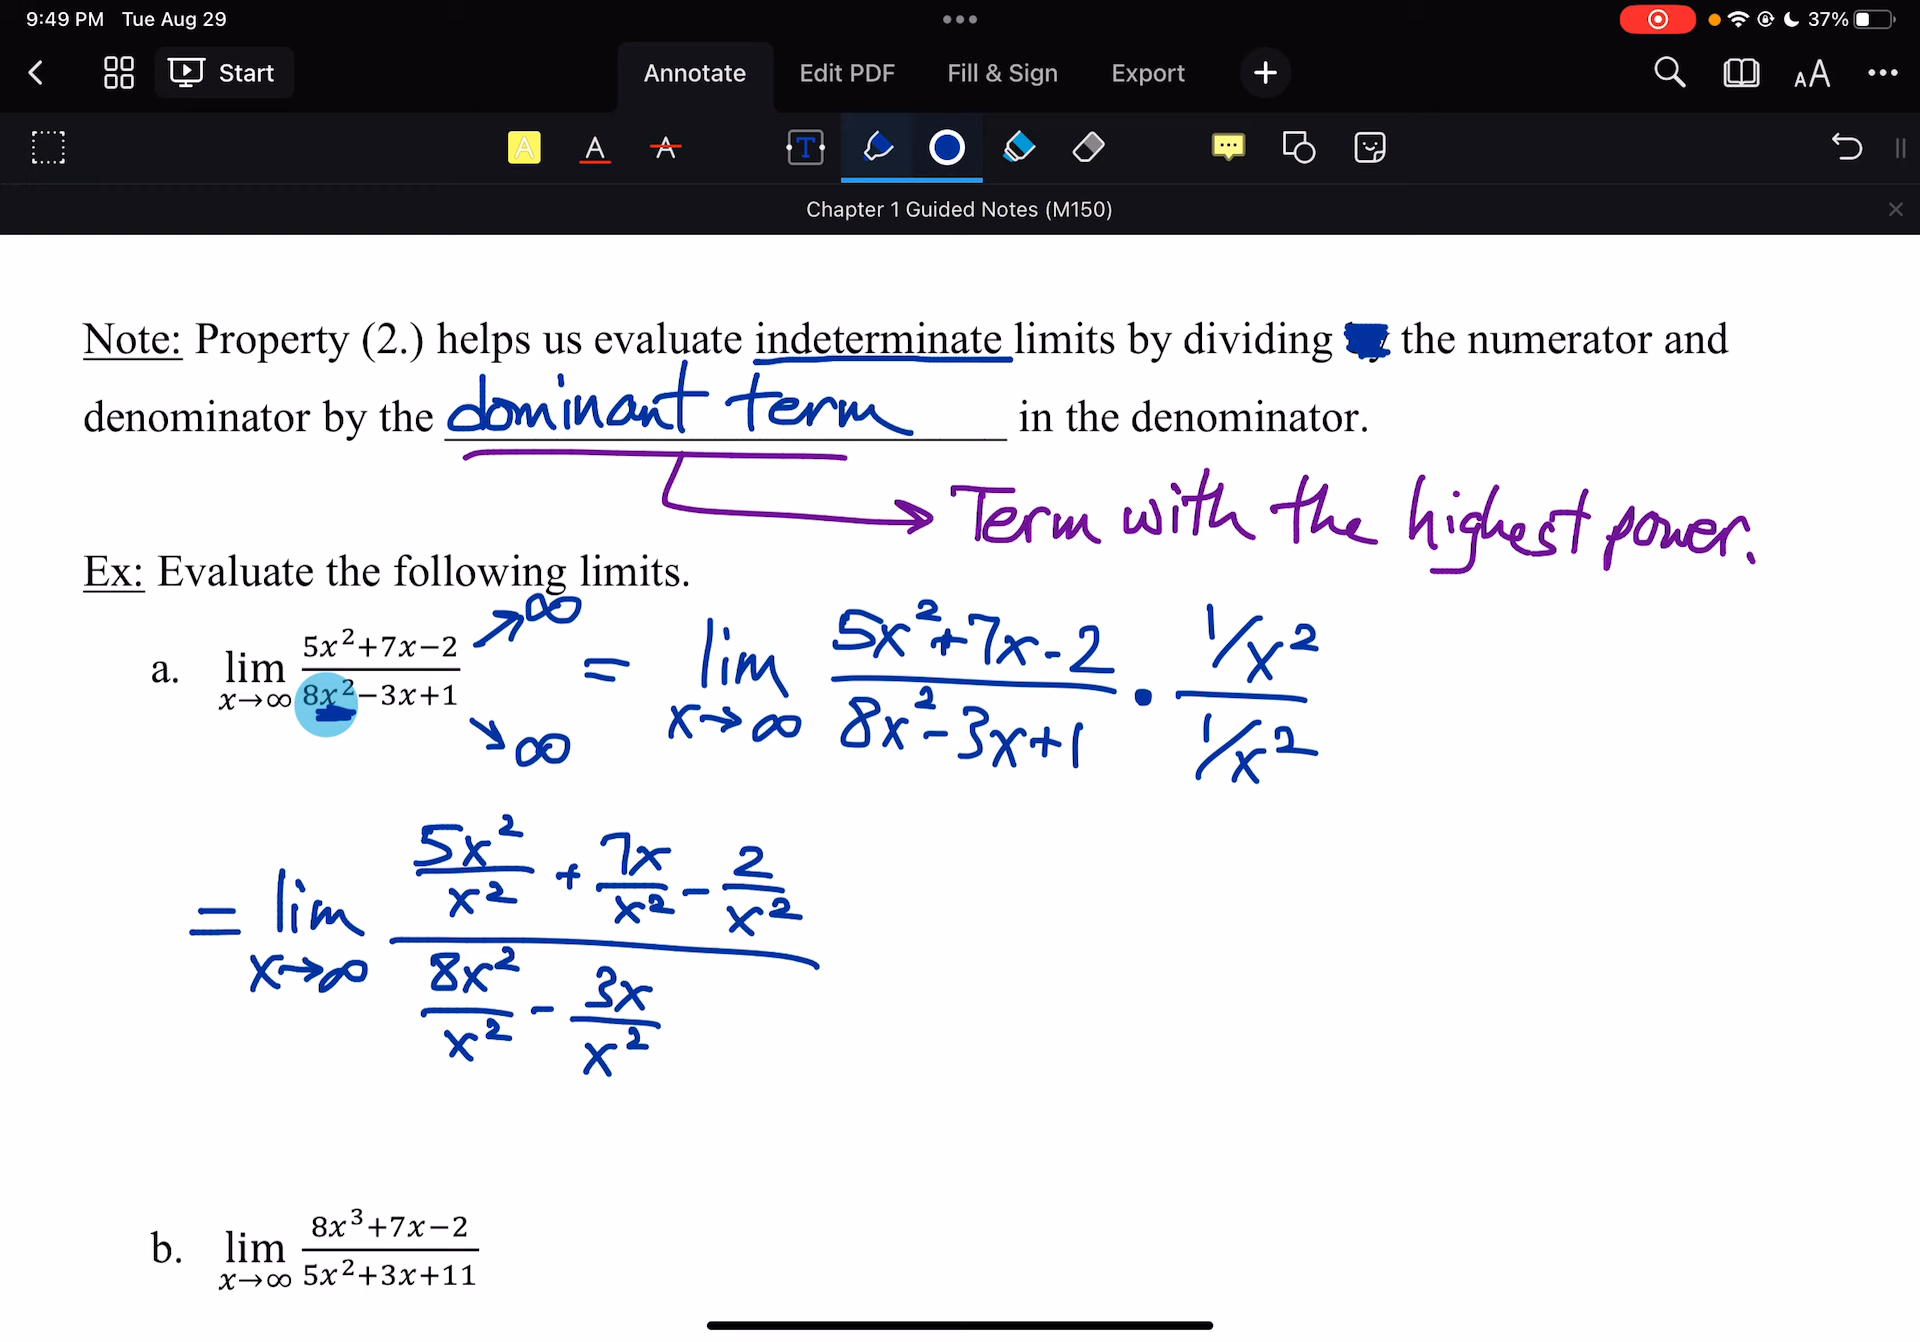 9:49 PM Tue Aug 29
37%
Start
Annotate Edit PDF Fill & Sign Export
AA
A A A T
Chapter 1 Guided Notes (M150)
Note: Property (2.) helps us evaluate indeterminate limits by dividing the numerator and
denominator by the dominant term in the denominator.
Term with the highest power.
Ex: Evaluate the following limits.
a. lim x→∞ (5x²+7x−2)/(8x²−3x+1) ↗∞ ↘∞ = lim x→∞ (5x²+7x-2)/(8x²-3x+1) · (1/x²)/(1/x²)
= lim x→∞ (5x²/x² + 7x/x² - 2/x²)/(8x²/x² - 3x/x²)
b. lim x→∞ (8x³+7x−2)/(5x²+3x+11)